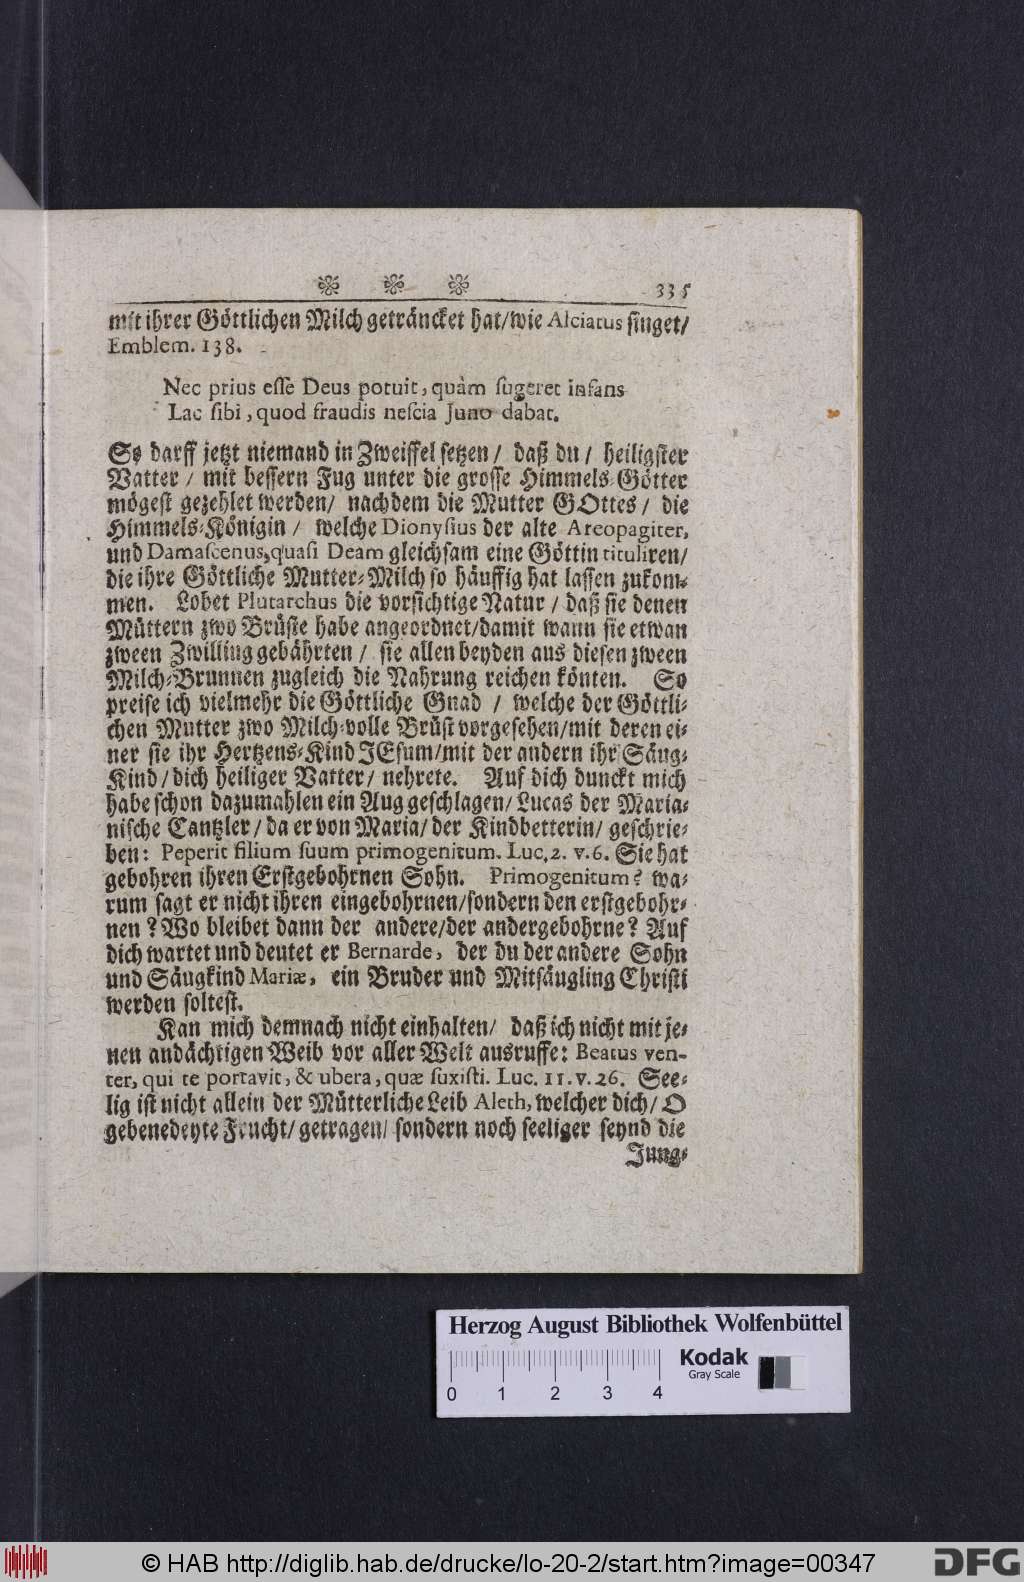 335
mit ihrer Göttlichen Milch geträncket hat/wie Alciatus singet/
Emblem. 138.
Nec prius esse Deus potuit, quàm sugeret infans
Lac sibi, quod fraudis nescia Juno dabat.
So darff jetzt niemand in Zweiffel setzen/ daß du/ heiligster
Vatter/ mit bessern Fug unter die grosse Himmels-Götter
mögest gezehlet werden/ nachdem die Mutter GOttes/ die
Himmels-Königin/ welche Dionysius der alte Areopagiter,
und Damascenus, quasi Deam gleichsam eine Göttin tituliren/
die ihre Göttliche Mutter-Milch so häuffig hat lassen zukom-
men. Lobet Plutarchus die vorsichtige Natur/ daß sie denen
Müttern zwo Brüste habe angeordnet/damit wann sie etwan
zween Zwilling gebährten/ sie allen beyden aus diesen zween
Milch-Brunnen zugleich die Nahrung reichen könten. So
preise ich vielmehr die Göttliche Gnad/ welche der Göttli-
chen Mutter zwo Milch-volle Brüst vorgesehen/mit deren ei-
ner sie ihr Hertzens-Kind JEsum/mit der andern ihr Säug-
Kind/dich heiliger Vatter/ nehrete. Auf dich dunckt mich
habe schon dazumahlen ein Aug geschlagen/Lucas der Maria-
nische Cantzler/da er von Maria/ der Kindbetterin/ geschrie-
ben: Peperit filium suum primogenitum. Luc. 2. v. 6. Sie hat
gebohren ihren Erstgebohrnen Sohn. Primogenitum? wa-
rum sagt er nicht ihren eingebohrnen/sondern den erstgebohr-
nen? Wo bleibet dann der andere/der andergebohrne? Auf
dich wartet und deutet er Bernarde, der du der andere Sohn
und Säugkind Mariæ, ein Bruder und Mitsäugling Christi
werden soltest.
Kan mich demnach nicht einhalten/ daß ich nicht mit je-
nen andächtigen Weib vor aller Welt ausruffe: Beatus ven-
ter, qui te portavit, & ubera, quæ suxisti. Luc. 11. v. 26. See-
lig ist nicht allein der Mütterliche Leib Aleth, welcher dich/ O
gebenedeyte Frucht/ getragen/ sondern noch seeliger seynd die
Jung-
Herzog August Bibliothek Wolfenbüttel
Kodak
Gray Scale
0 1 2 3 4
© HAB http://diglib.hab.de/drucke/lo-20-2/start.htm?image=00347
DFG